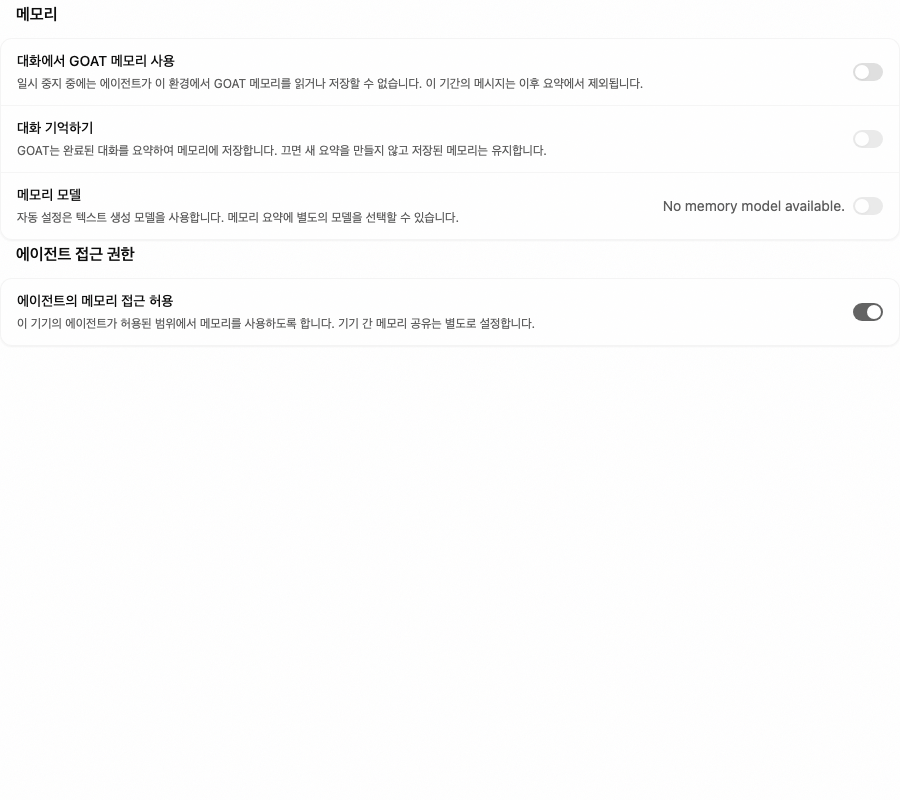 메모리
대화에서 GOAT 메모리 사용
일시 중지 중에는 에이전트가 이 환경에서 GOAT 메모리를 읽거나 저장할 수 없습니다. 이 기간의 메시지는 이후 요약에서 제외됩니다.
대화 기억하기
GOAT는 완료된 대화를 요약하여 메모리에 저장합니다. 끄면 새 요약을 만들지 않고 저장된 메모리는 유지합니다.
메모리 모델
자동 설정은 텍스트 생성 모델을 사용합니다. 메모리 요약에 별도의 모델을 선택할 수 있습니다.
No memory model available.
에이전트 접근 권한
에이전트의 메모리 접근 허용
이 기기의 에이전트가 허용된 범위에서 메모리를 사용하도록 합니다. 기기 간 메모리 공유는 별도로 설정합니다.